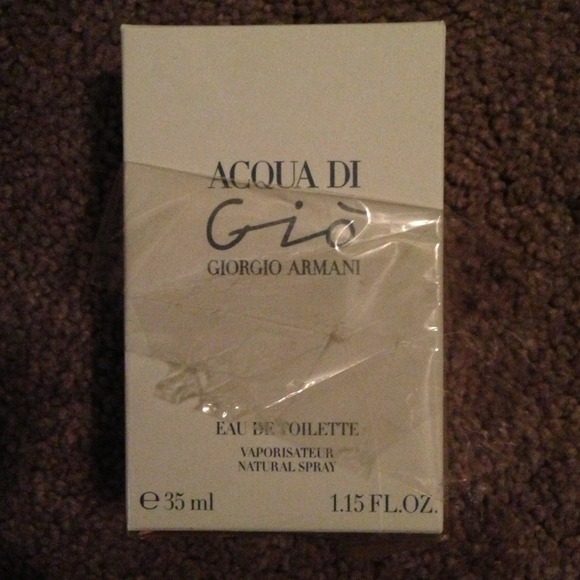 ACQUA DI
Giò
GIORGIO ARMANI
EAU DE TOILETTE
VAPORISATEUR
NATURAL SPRAY
e 35 ml 1.15 FL.OZ.